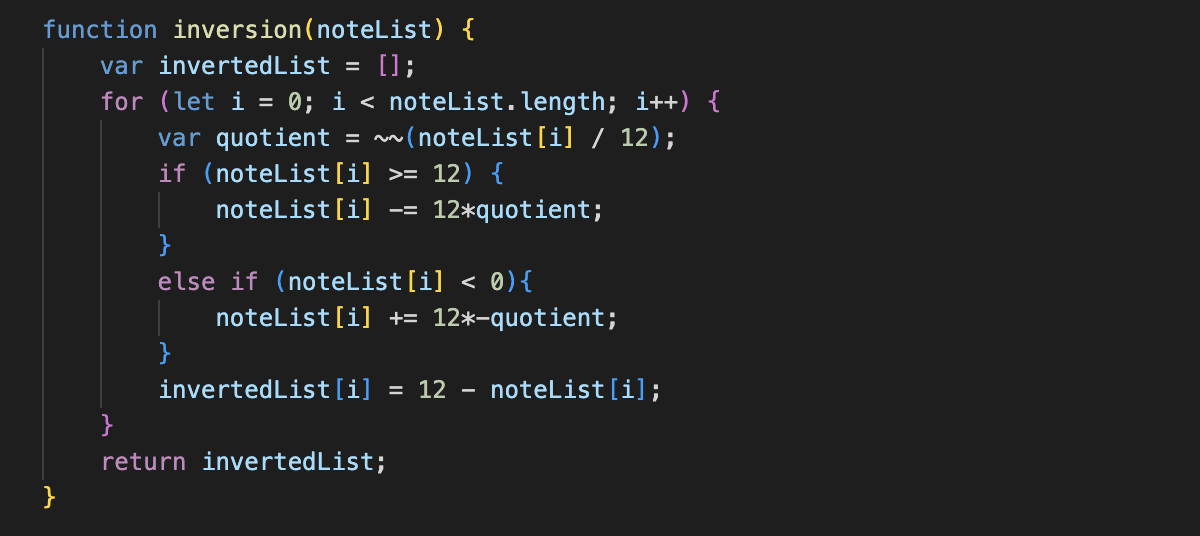 function inversion(noteList) {
    var invertedList = [];
    for (let i = 0; i < noteList.length; i++) {
        var quotient = ~~(noteList[i] / 12);
        if (noteList[i] >= 12) {
            noteList[i] -= 12*quotient;
        }
        else if (noteList[i] < 0){
            noteList[i] += 12*-quotient;
        }
        invertedList[i] = 12 - noteList[i];
    }
    return invertedList;
}